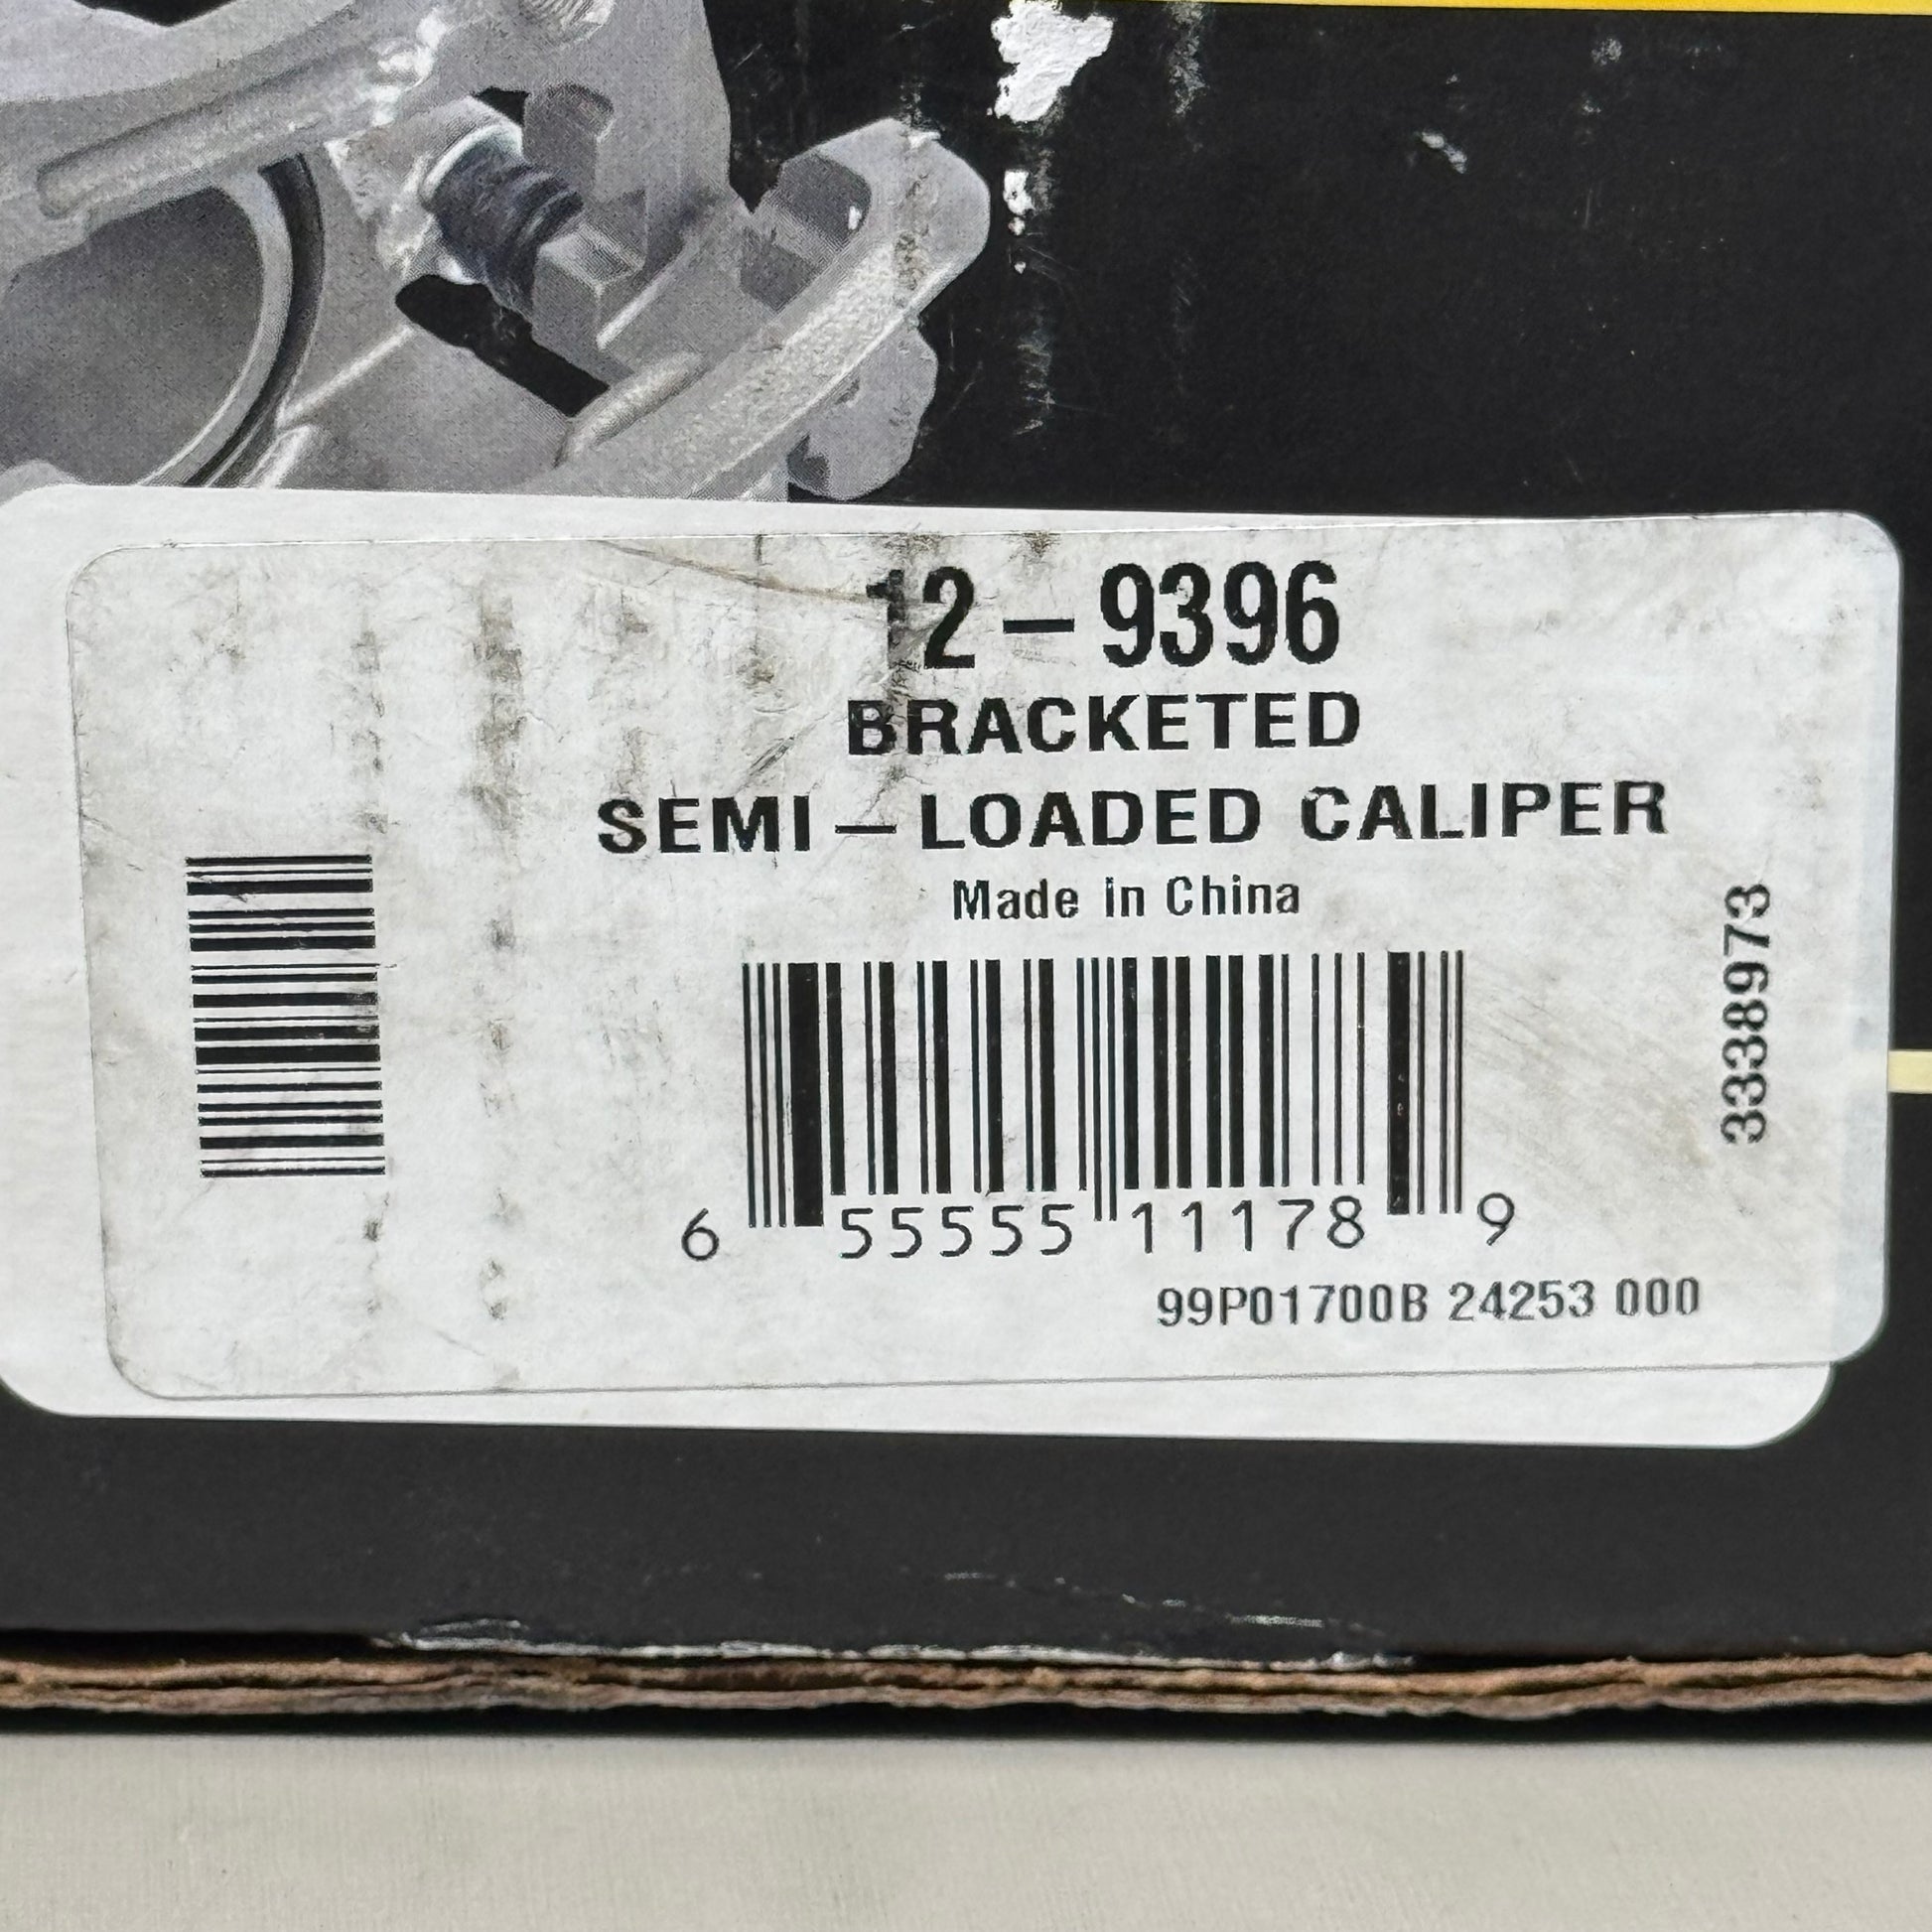 12-9396
BRACKETED
SEMI-LOADED CALIPER
Made in China
3338973
6 55555 11178 9
99P01700B 24253 000